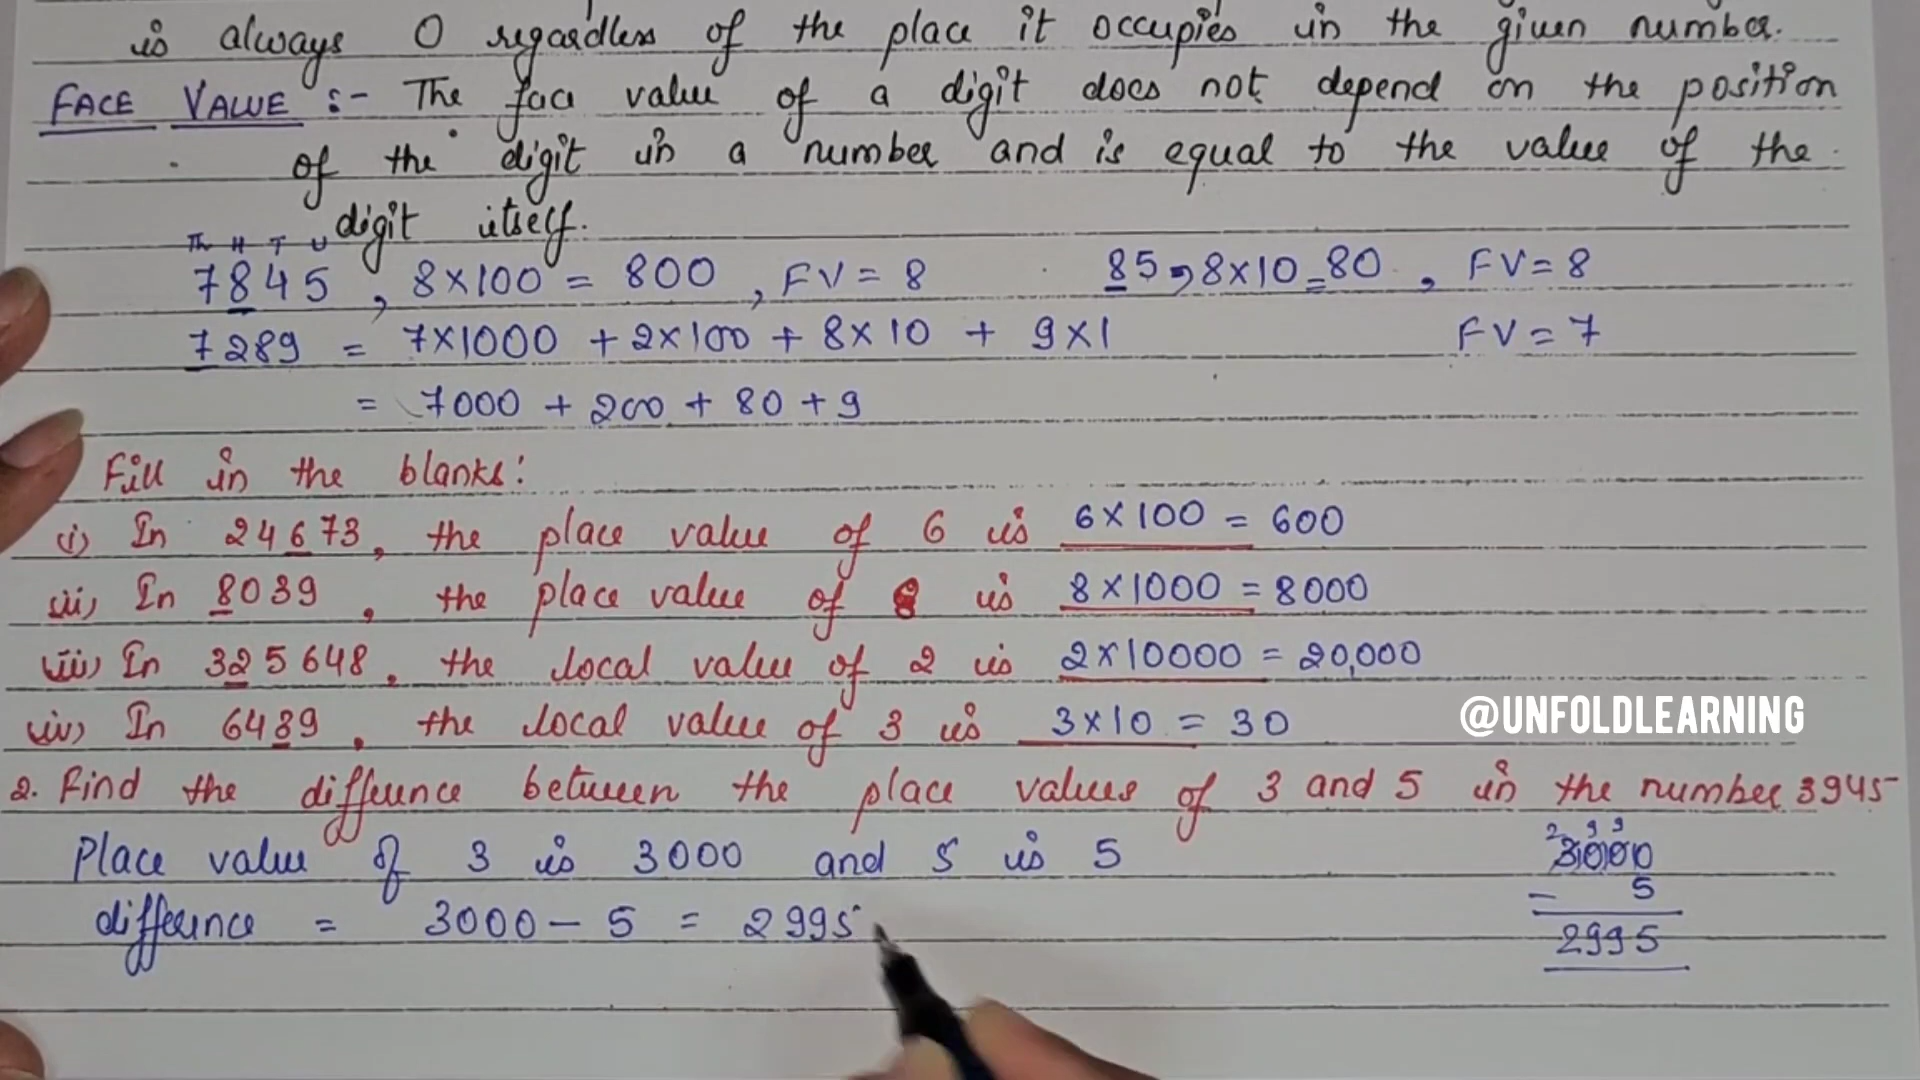 is always 0 regardless of the place it occupies in the given number.
FACE VALUE :- The face value of a digit does not depend on the position
of the digit in a number and is equal to the value of the
digit itself.
Th H T U
7845 , 8×100 = 800 , FV = 8 85, 8×10 = 80 , FV = 8
7289 = 7×1000 + 2×100 + 8×10 + 9×1 FV = 7
= 7000 + 200 + 80 + 9
Fill in the blanks:
(i) In 24673, the place value of 6 is 6×100 = 600
(ii) In 8039, the place value of 8 is 8×1000 = 8000
(iii) In 325648, the local value of 2 is 2×10000 = 20,000
(iv) In 6439, the local value of 3 is 3×10 = 30
@UNFOLDLEARNING
2. Find the difference between the place values of 3 and 5 in the number 3945
Place value of 3 is 3000 and 5 is 5
difference = 3000 - 5 = 2995
2 9 9
3000
- 5
2995